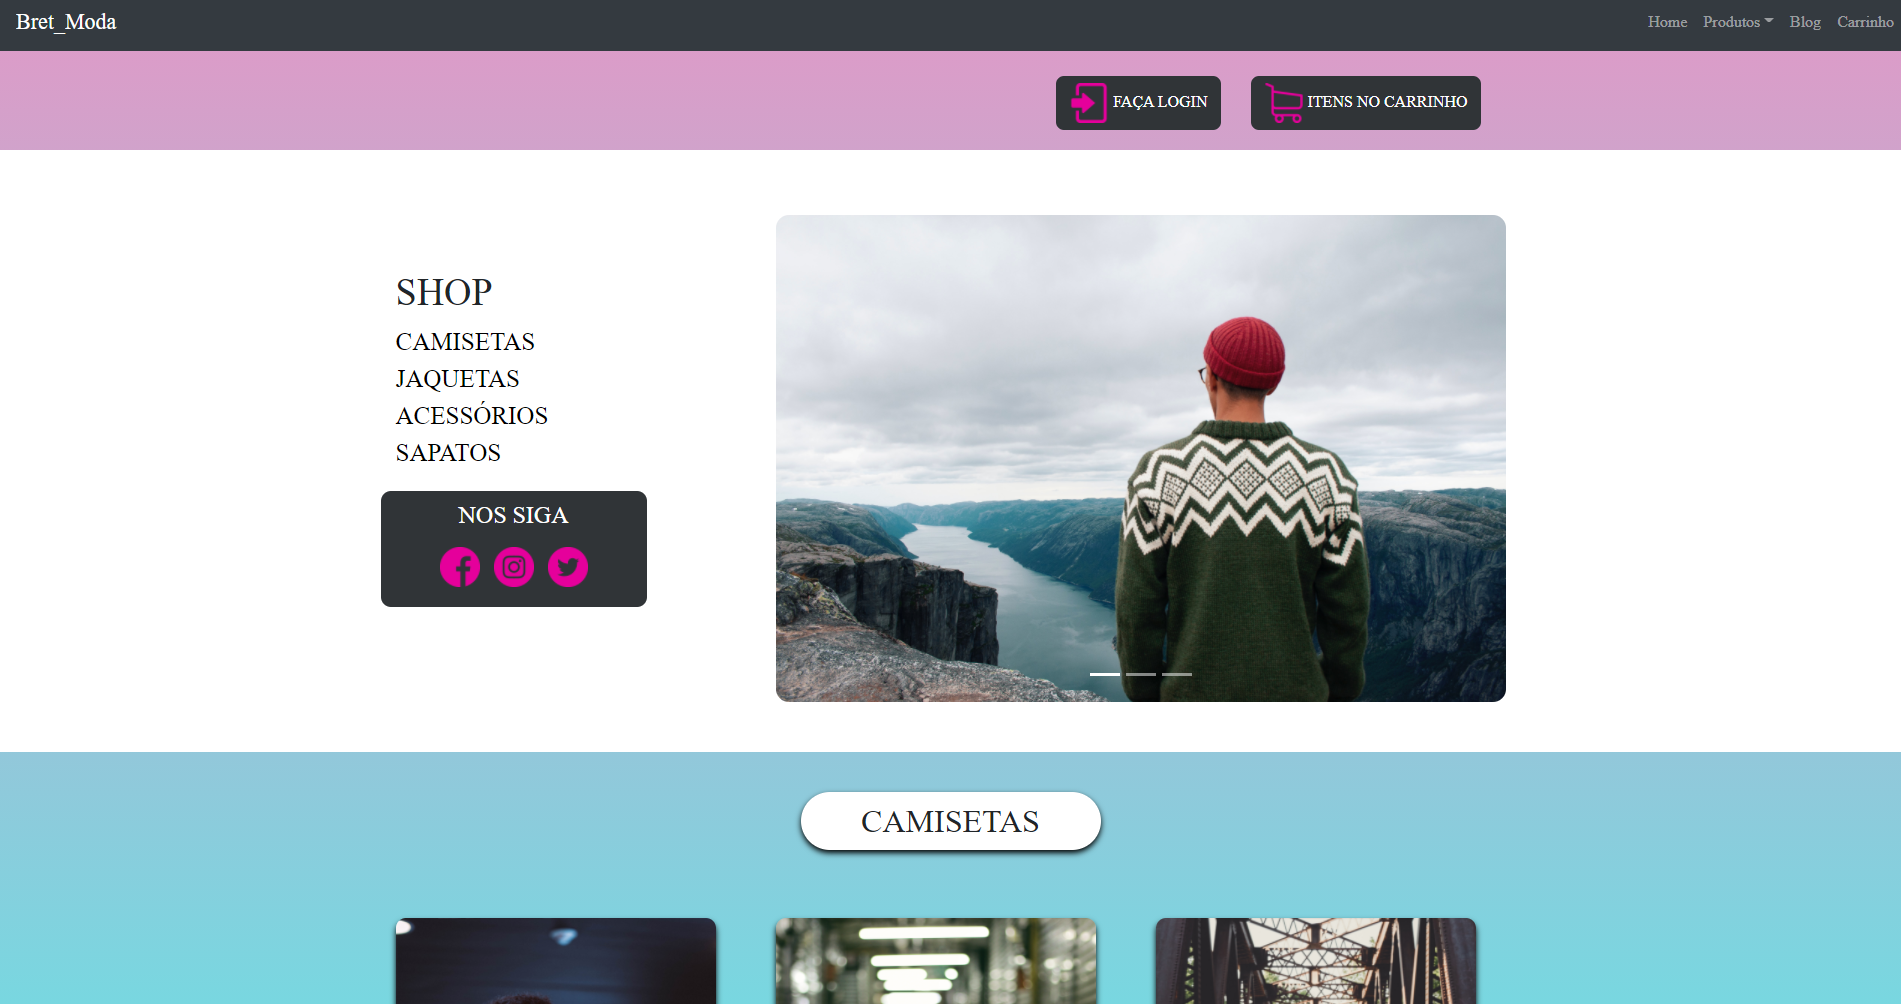 Bret_Moda
Home Produtos Blog Carrinho
FAÇA LOGIN
ITENS NO CARRINHO
SHOP
CAMISETAS
JAQUETAS
ACESSÓRIOS
SAPATOS
NOS SIGA
CAMISETAS